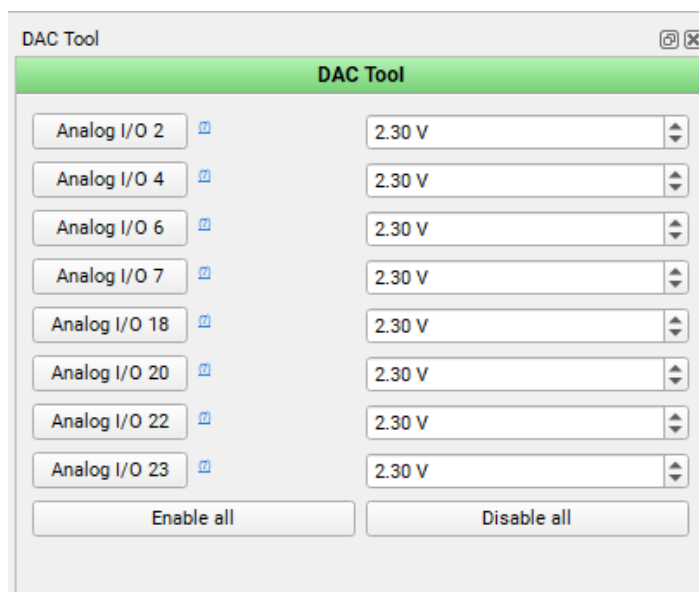 DAC Tool
DAC Tool
Analog I/O 2 [?] 2.30 V
Analog I/O 4 [?] 2.30 V
Analog I/O 6 [?] 2.30 V
Analog I/O 7 [?] 2.30 V
Analog I/O 18 [?] 2.30 V
Analog I/O 20 [?] 2.30 V
Analog I/O 22 [?] 2.30 V
Analog I/O 23 [?] 2.30 V
Enable all Disable all